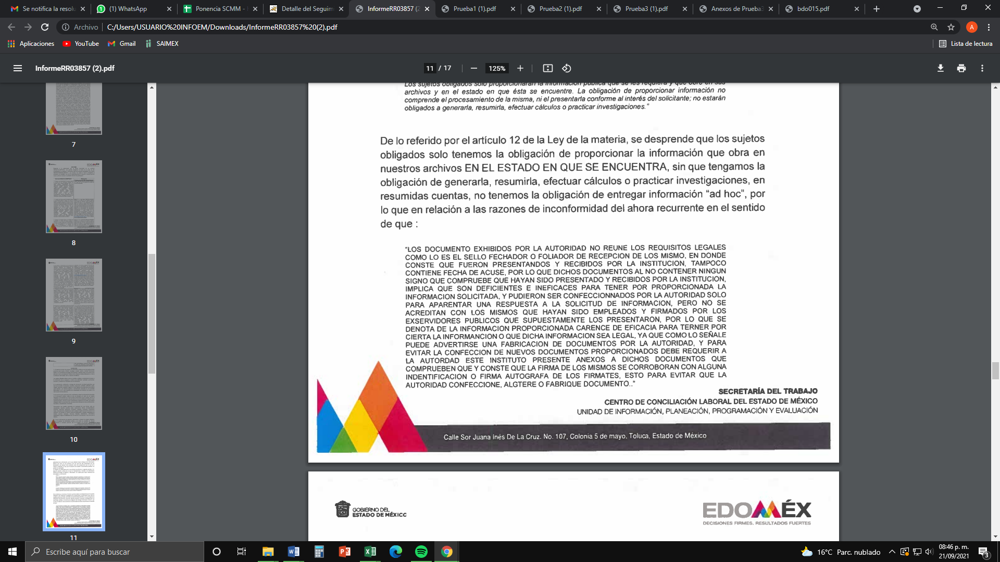 Se notifica la resolu
(1) WhatsApp
Ponencia SCMM -
Detalle del Seguim
InformeRR03857 (2
Prueba1 (1).pdf
Prueba2 (1).pdf
Prueba3 (1).pdf
Anexos de Prueba3
bdo015.pdf
Archivo
C:/Users/USUARIO%20INFOEM/Downloads/InformeRR03857%20(2).pdf
A
Aplicaciones
YouTube
Gmail
SAIMEX
Lista de lectura
InformeRR03857 (2).pdf
11 / 17
125%
7
8
9
10
11
Los sujetos obligados solo proporcionarán la información pública que se les requiera y que obre en sus
archivos y en el estado en que ésta se encuentre. La obligación de proporcionar información no
comprende el procesamiento de la misma, ni el presentarla conforme al interés del solicitante; no estarán
obligados a generarla, resumirla, efectuar cálculos o practicar investigaciones."
De lo referido por el artículo 12 de la Ley de la materia, se desprende que los sujetos
obligados solo tenemos la obligación de proporcionar la información que obra en
nuestros archivos EN EL ESTADO EN QUE SE ENCUENTRA, sin que tengamos la
obligación de generarla, resumirla, efectuar cálculos o practicar investigaciones, en
resumidas cuentas, no tenemos la obligación de entregar información "ad hoc", por
lo que en relación a las razones de inconformidad del ahora recurrente en el sentido
de que :
"LOS DOCUMENTO EXHIBIDOS POR LA AUTORIDAD NO REUNE LOS REQUISITOS LEGALES
COMO LO ES EL SELLO FECHADOR O FOLIADOR DE RECEPCION DE LOS MISMO, EN DONDE
CONSTE QUE FUERON PRESENTANDOS Y RECIBIDOS POR LA INSTITUCION, TAMPOCO
CONTIENE FECHA DE ACUSE, POR LO QUE DICHOS DOCUMENTOS AL NO CONTENER NINGUN
SIGNO QUE COMPRUEBE QUE HAYAN SIDO PRESENTADO Y RECIBIDOS POR LA INSTITUCION,
IMPLICA QUE SON DEFICIENTES E INEFICACES PARA TENER POR PROPORCIONADA LA
INFORMACION SOLICITADA, Y PUDIERON SER CONFECCIONNADOS POR LA AUTORIDAD SOLO
PARA APARENTAR UNA RESPUESTA A LA SOLICITUD DE INFORMACION, PERO NO SE
ACREDITAN CON LOS MISMOS QUE HAYAN SIDO EMPLEADOS Y FIRMADOS POR LOS
EXSERVIDORES PUBLICOS QUE SUPUESTAMENTE LOS PRESENTARON, POR LO QUE SE
DENOTA DE LA INFORMACION PROPORCIONADA CARENCE DE EFICACIA PARA TERNER POR
CIERTA LA INFORMANCION O QUE DICHA INFORMACION SEA LEGAL, YA QUE COMO LO SEÑALE
PUEDE ADVERTIRSE UNA FABRICACION DE DOCUMENTOS POR LA AUTORIDAD, Y PARA
EVITAR LA CONFECCION DE NUEVOS DOCUMENTOS PROPORCIONADOS DEBE REQUERIR A
LA AUTORDAD ESTE INSTITUTO PRESENTE ANEXOS A DICHOS DOCUMENTOS QUE
COMPRUEBEN QUE Y CONSTE QUE LA FIRMA DE LOS MISMOS SE CORROBORAN CON ALGUNA
INDENTIFICACION O FIRMA AUTOGRAFA DE LOS FIRMATES, ESTO PARA EVITAR QUE LA
AUTORIDAD CONFECCIONE, ALGTERE O FABRIQUE DOCUMENTO.."
SECRETARÍA DEL TRABAJO
CENTRO DE CONCILIACIÓN LABORAL DEL ESTADO DE MÉXICO
UNIDAD DE INFORMACIÓN, PLANEACIÓN, PROGRAMACIÓN Y EVALUACIÓN
Calle Sor Juana Inés De La Cruz. No. 107, Colonia 5 de mayo. Toluca, Estado de México
GOBIERNO DEL
ESTADO DE MÉXICO
EDOMÉX
DECISIONES FIRMES. RESULTADOS FUERTES
Escribe aquí para buscar
16°C Parc. nublado
08:46 p. m.
21/09/2021
3